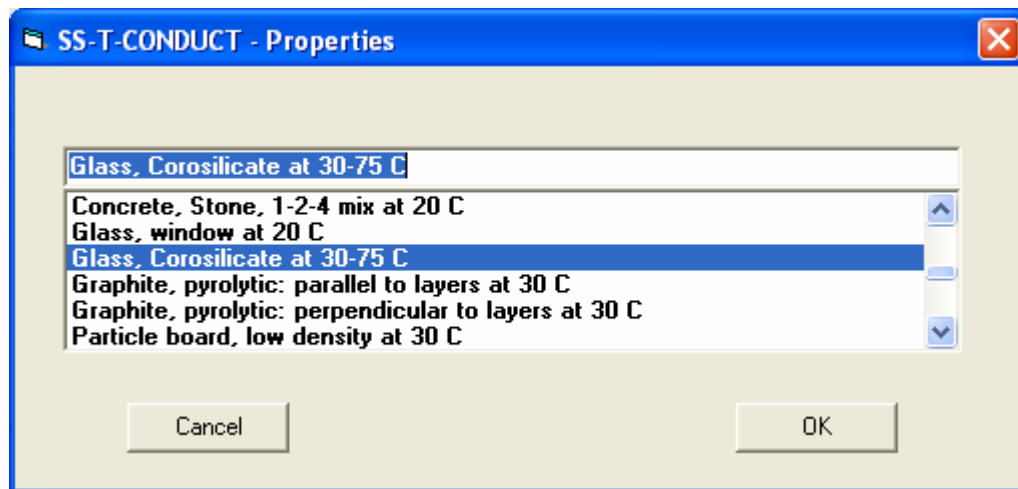 SS-T-CONDUCT - Properties
Glass, Corosilicate at 30-75 C
Concrete, Stone, 1-2-4 mix at 20 C
Glass, window at 20 C
Glass, Corosilicate at 30-75 C
Graphite, pyrolytic: parallel to layers at 30 C
Graphite, pyrolytic: perpendicular to layers at 30 C
Particle board, low density at 30 C
Cancel OK